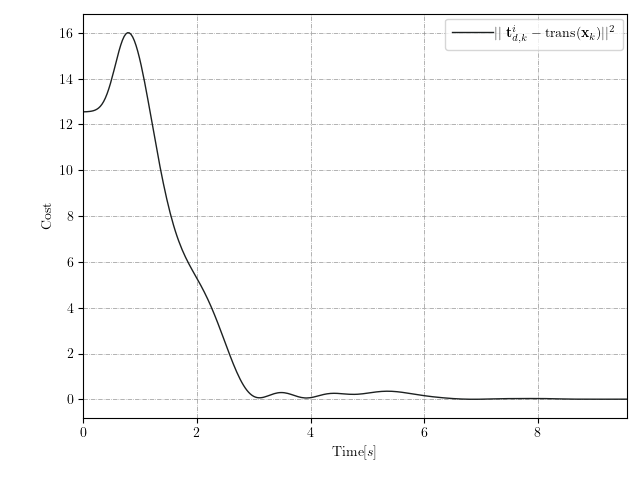 || t^i_{d,k} − trans(x_k)||^2
16
14
12
10
8
6
4
2
0
Cost
0 2 4 6 8
Time[s]